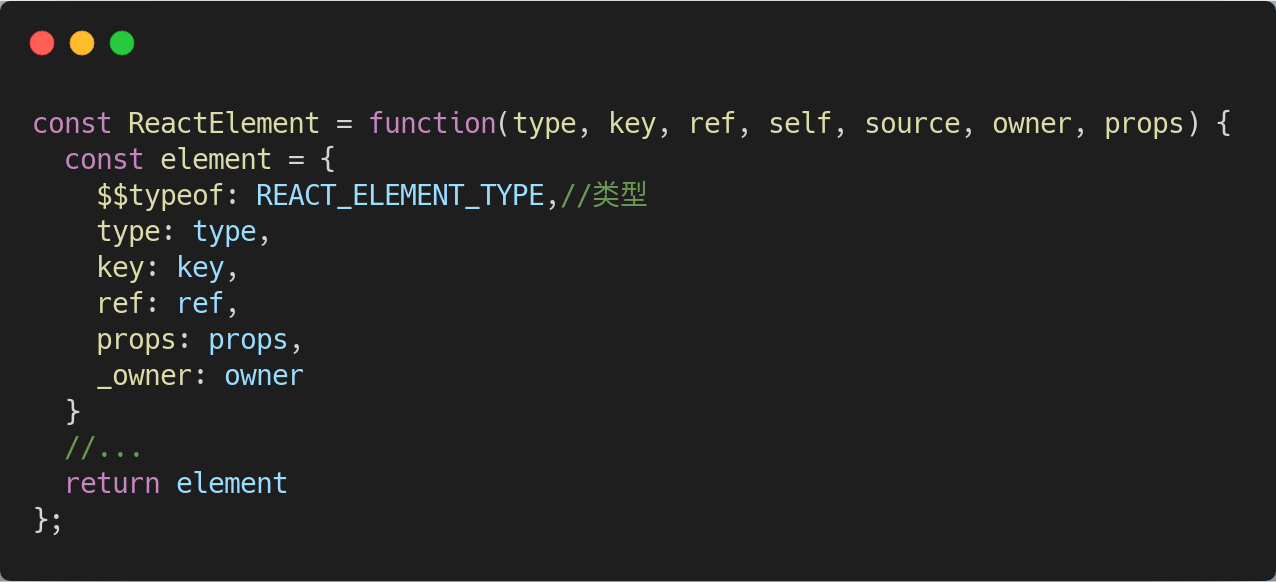 const ReactElement = function(type, key, ref, self, source, owner, props) {
  const element = {
    $$typeof: REACT_ELEMENT_TYPE,//类型
    type: type,
    key: key,
    ref: ref,
    props: props,
    _owner: owner
  }
  //...
  return element
};